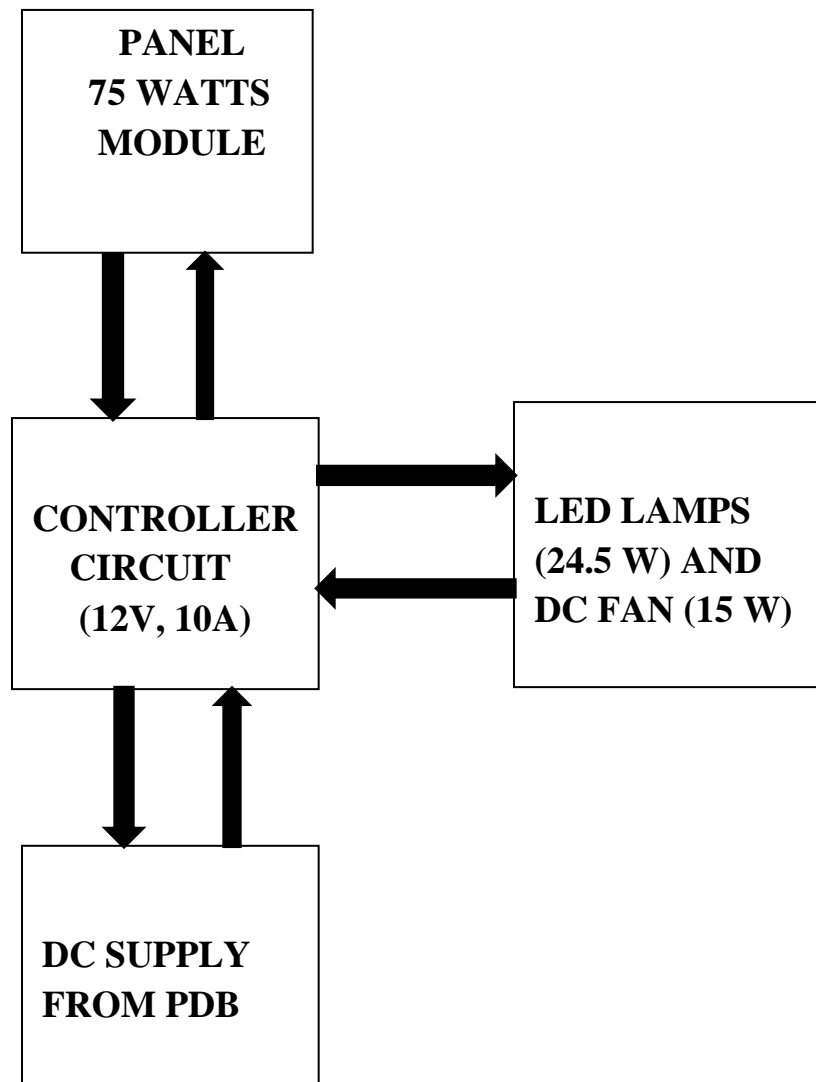 PANEL
75 WATTS
MODULE
CONTROLLER
CIRCUIT
(12V, 10A)
LED LAMPS
(24.5 W) AND
DC FAN (15 W)
DC SUPPLY
FROM PDB